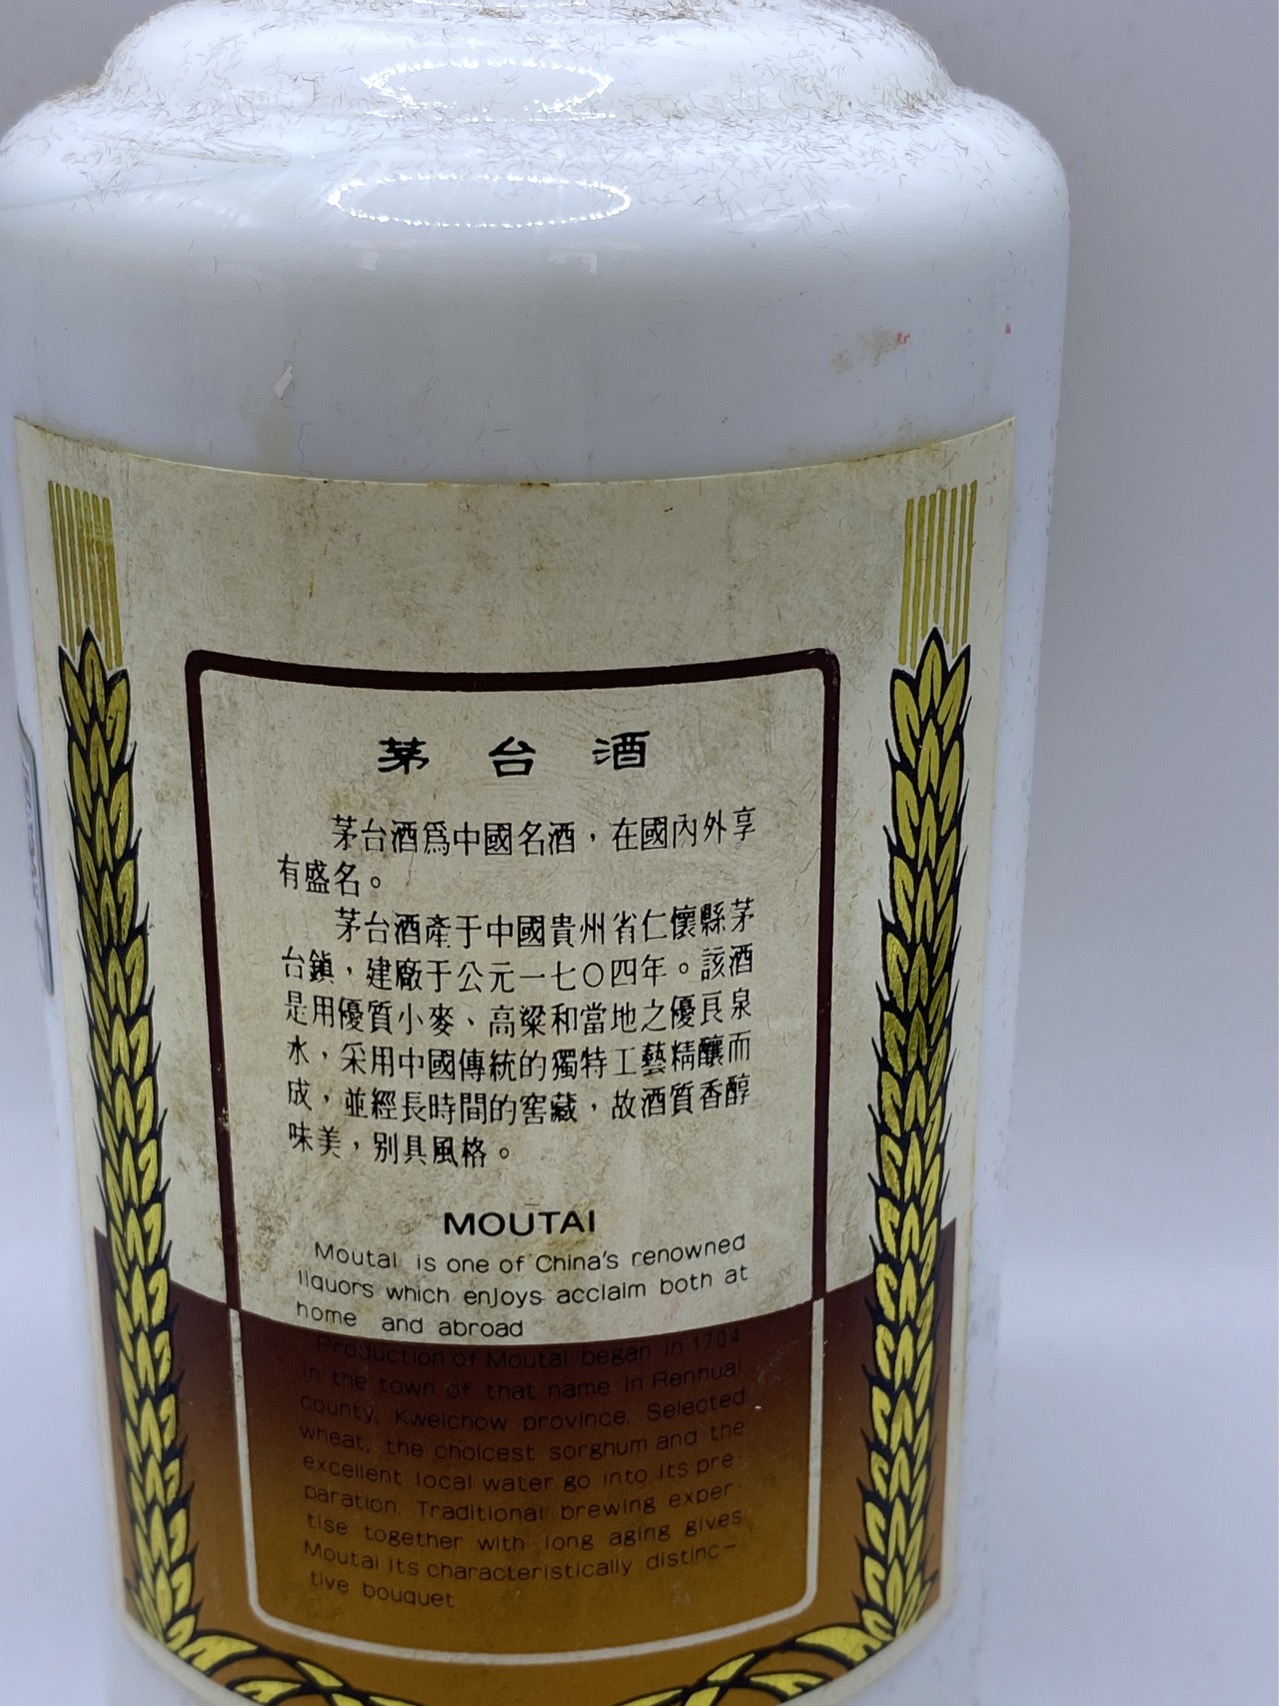 茅台酒
茅台酒爲中國名酒，在國內外享
有盛名。
茅台酒產于中國貴州省仁懷縣茅
台鎮，建廠于公元一七〇四年。該酒
是用優質小麥、高粱和當地之優良泉
水，采用中國傳統的獨特工藝精釀而
成，並經長時間的窖藏，故酒質香醇
味美，别具風格。
MOUTAI
Moutai is one of China's renowned
liquors which enjoys acclaim both at
home and abroad
Production of Moutai began in 1704
in the town of that name in Renhuai
county, Kweichow province. Selected
wheat, the choicest sorghum and the
excellent local water go into its pre-
paration. Traditional brewing exper-
tise together with long aging gives
Moutai its characteristically distinc-
tive bouquet